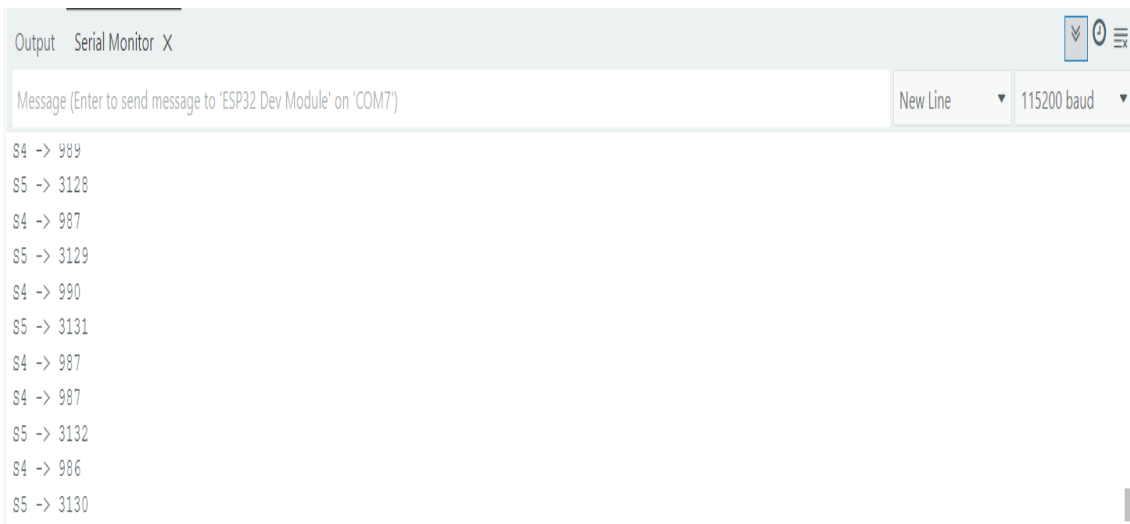 Output Serial Monitor X
Message (Enter to send message to 'ESP32 Dev Module' on 'COM7')
New Line 115200 baud
S4 -> 989
S5 -> 3128
S4 -> 987
S5 -> 3129
S4 -> 990
S5 -> 3131
S4 -> 987
S4 -> 987
S5 -> 3132
S4 -> 986
S5 -> 3130